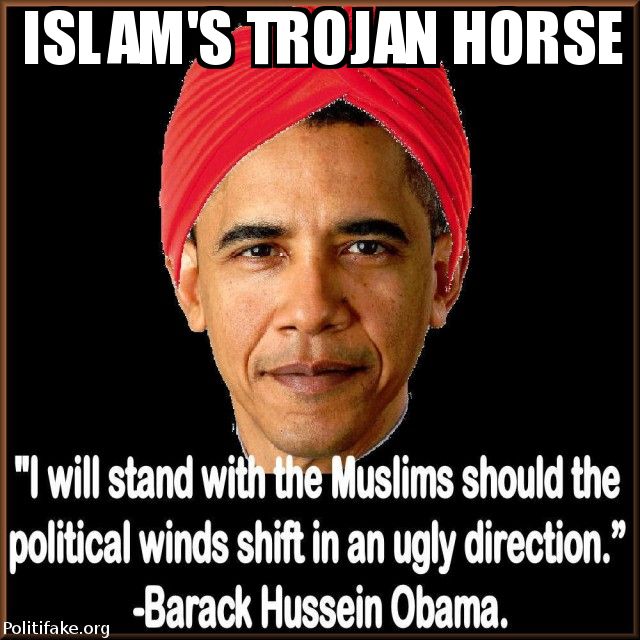 ISLAM'S TROJAN HORSE
"I will stand with the Muslims should the
political winds shift in an ugly direction.”
-Barack Hussein Obama.
Politifake.org